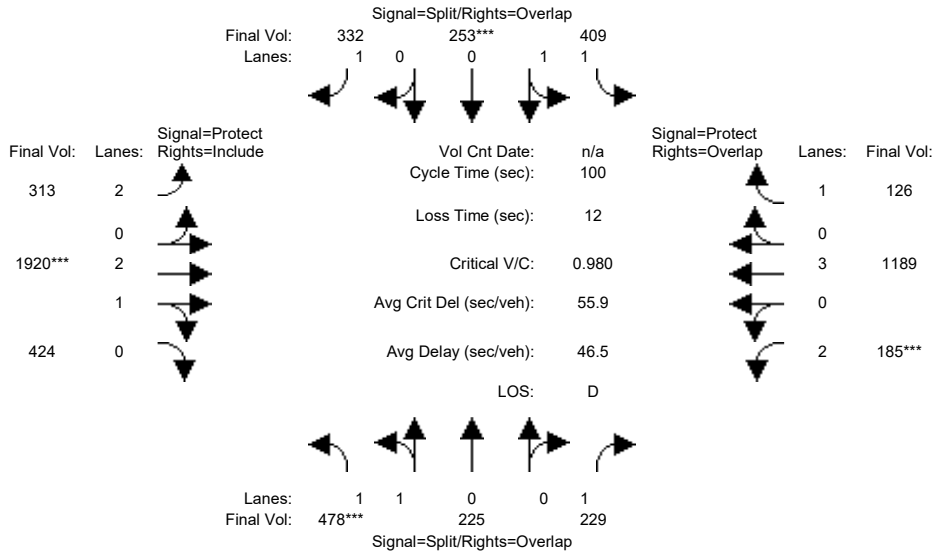 Signal=Split/Rights=Overlap
Final Vol: 332 253*** 409
Lanes: 1 0 0 1 1
Signal=Protect
Final Vol: Lanes: Rights=Include
Vol Cnt Date: n/a
Signal=Protect
Rights=Overlap Lanes: Final Vol:
Cycle Time (sec): 100
313 2
1 126
Loss Time (sec): 12
0
0
1920*** 2
Critical V/C: 0.980
3 1189
1
Avg Crit Del (sec/veh): 55.9
0
424 0
Avg Delay (sec/veh): 46.5
2 185***
LOS: D
Lanes: 1 1 0 0 1
Final Vol: 478*** 225 229
Signal=Split/Rights=Overlap